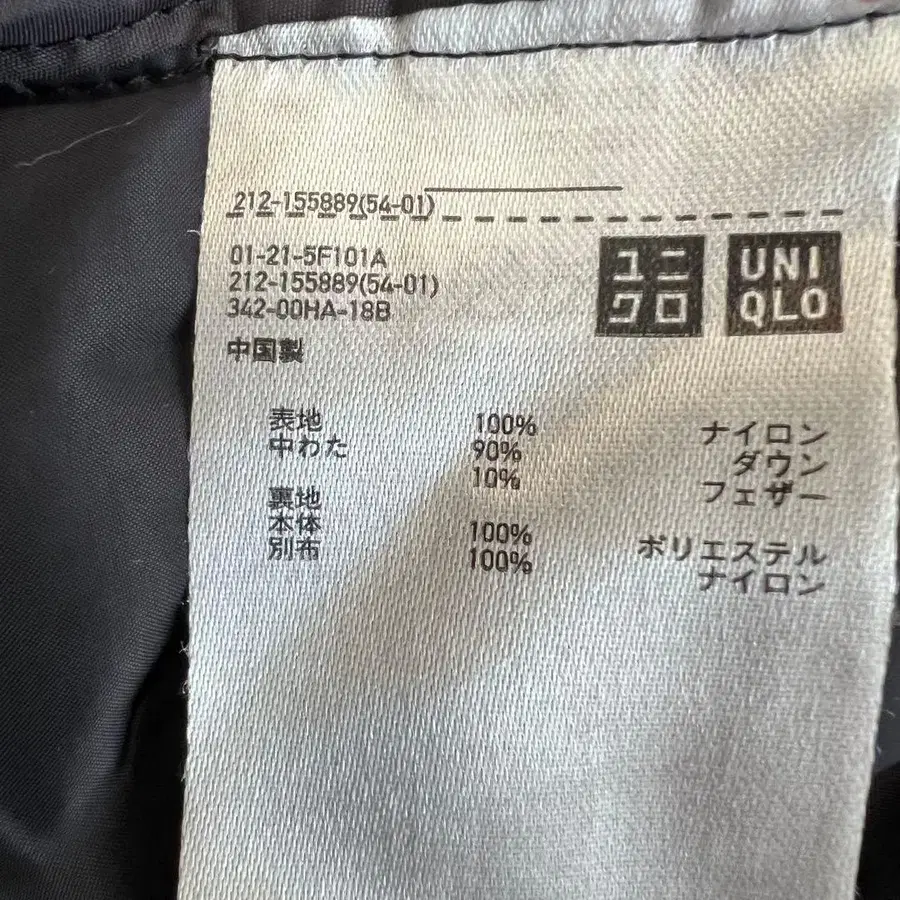 212-155889(54-01)
01-21-5F101A
212-155889(54-01)
342-00HA-18B
中国製
ユニ
クロ
UNI
QLO
表地 100% ナイロン
中わた 90% ダウン
10% フェザー
裏地
本体 100% ポリエステル
別布 100% ナイロン